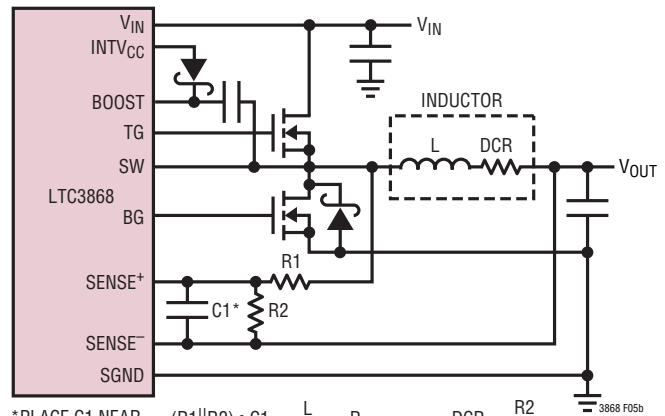 VIN
VIN
INTVCC
BOOST
INDUCTOR
TG
L
DCR
SW
VOUT
LTC3868
BG
R1
SENSE+
C1*
R2
SENSE–
SGND
3868 F05b
*PLACE C1 NEAR
(R1||R2) • C1
L
R
DCR
R2